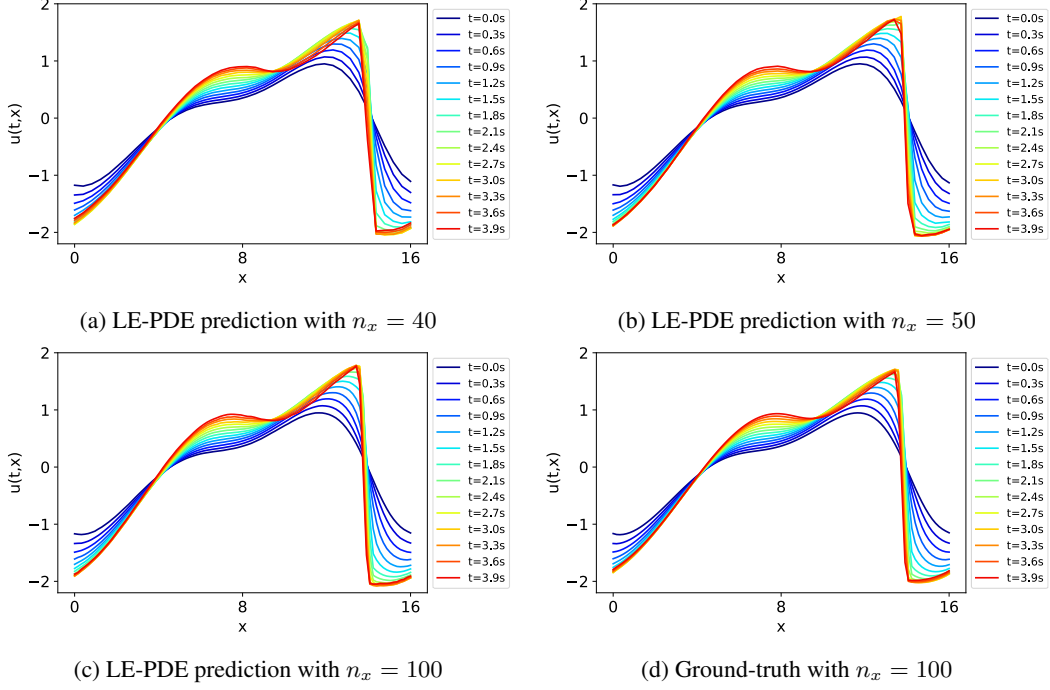 2
1
0
−1
−2
u(t,x)
0
8
16
x
t=0.0s
t=0.3s
t=0.6s
t=0.9s
t=1.2s
t=1.5s
t=1.8s
t=2.1s
t=2.4s
t=2.7s
t=3.0s
t=3.3s
t=3.6s
t=3.9s
(a) LE-PDE prediction with nₓ = 40
2
1
0
−1
−2
u(t,x)
0
8
16
x
t=0.0s
t=0.3s
t=0.6s
t=0.9s
t=1.2s
t=1.5s
t=1.8s
t=2.1s
t=2.4s
t=2.7s
t=3.0s
t=3.3s
t=3.6s
t=3.9s
(b) LE-PDE prediction with nₓ = 50
2
1
0
−1
−2
u(t,x)
0
8
16
x
t=0.0s
t=0.3s
t=0.6s
t=0.9s
t=1.2s
t=1.5s
t=1.8s
t=2.1s
t=2.4s
t=2.7s
t=3.0s
t=3.3s
t=3.6s
t=3.9s
(c) LE-PDE prediction with nₓ = 100
2
1
0
−1
−2
u(t,x)
0
8
16
x
t=0.0s
t=0.3s
t=0.6s
t=0.9s
t=1.2s
t=1.5s
t=1.8s
t=2.1s
t=2.4s
t=2.7s
t=3.0s
t=3.3s
t=3.6s
t=3.9s
(d) Ground-truth with nₓ = 100